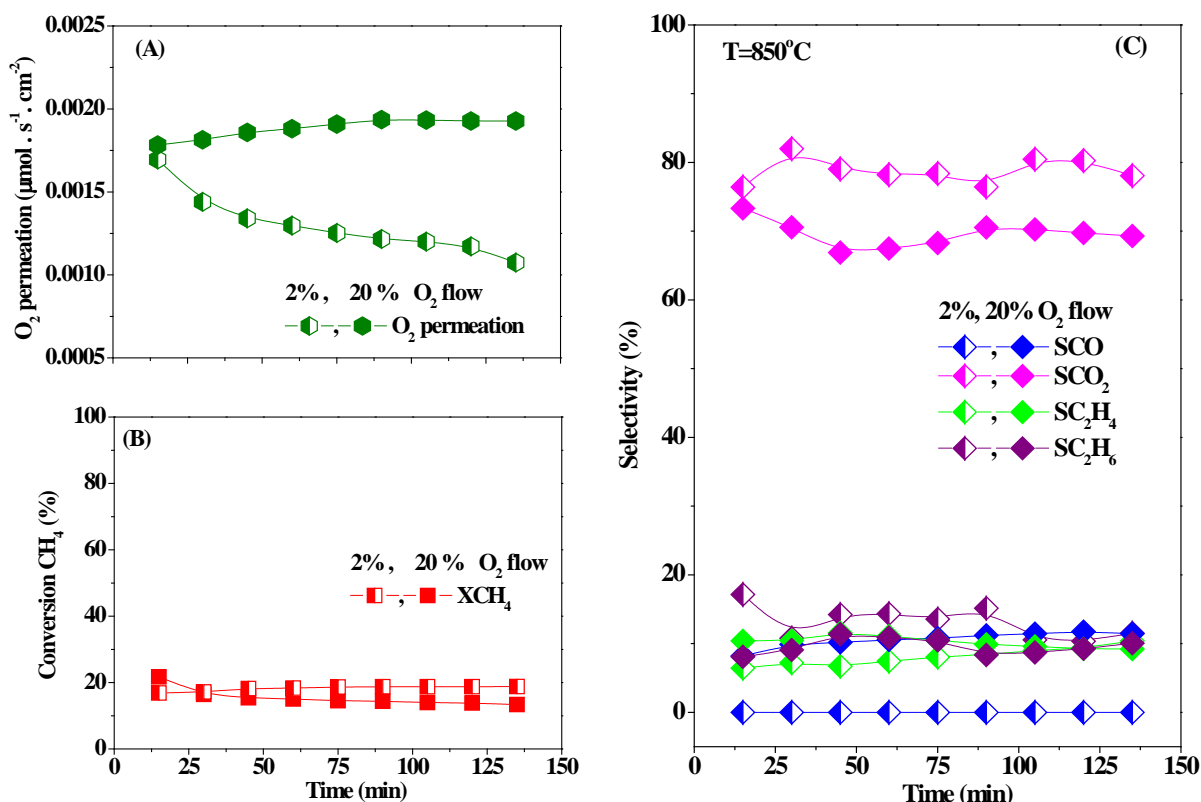 (A)
0.0025
0.0020
0.0015
0.0010
0.0005
O₂ permeation (µmol . s⁻¹ . cm⁻²)
2% , 20 % O₂ flow
, O₂ permeation
(B)
100
80
60
40
20
0
Conversion CH₄ (%)
2%, 20 % O₂ flow
, XCH₄
0 25 50 75 100 125 150
Time (min)
T=850°C
(C)
100
80
60
40
20
0
Selectivity (%)
2%, 20% O₂ flow
, SCO
, SCO₂
, SC₂H₄
, SC₂H₆
0 25 50 75 100 125 150
Time (min)